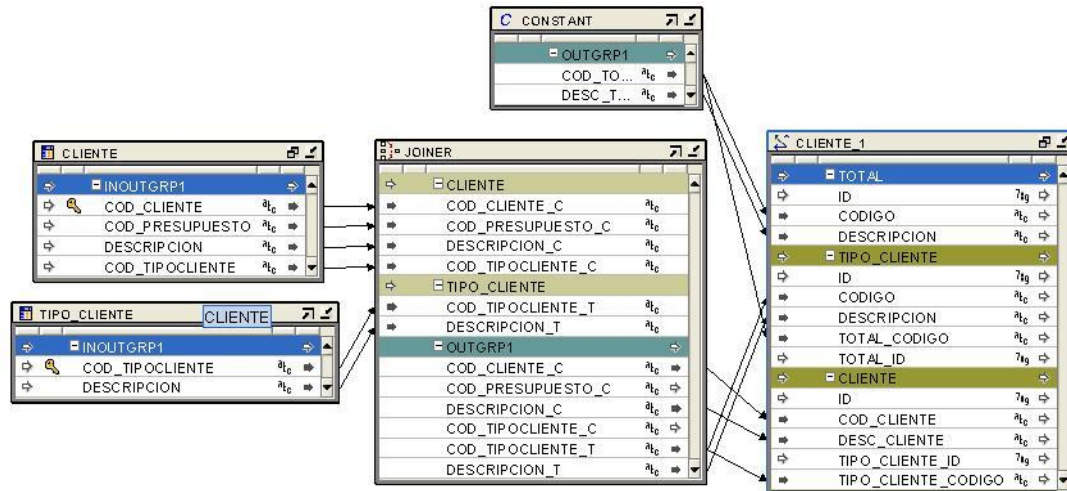 CONSTANT
OUTGRP1
COD_TO...
DESC_T...
CLIENTE
INOUTGRP1
COD_CLIENTE
COD_PRESUPUESTO
DESCRIPCION
COD_TIPOCLIENTE
TIPO_CLIENTE
CLIENTE
INOUTGRP1
COD_TIPOCLIENTE
DESCRIPCION
JOINER
CLIENTE
COD_CLIENTE_C
COD_PRESUPUESTO_C
DESCRIPCION_C
COD_TIPOCLIENTE_C
TIPO_CLIENTE
COD_TIPOCLIENTE_T
DESCRIPCION_T
OUTGRP1
COD_CLIENTE_C
COD_PRESUPUESTO_C
DESCRIPCION_C
COD_TIPOCLIENTE_C
COD_TIPOCLIENTE_T
DESCRIPCION_T
CLIENTE_1
TOTAL
ID
CODIGO
DESCRIPCION
TIPO_CLIENTE
ID
CODIGO
DESCRIPCION
TOTAL_CODIGO
TOTAL_ID
CLIENTE
ID
COD_CLIENTE
DESC_CLIENTE
TIPO_CLIENTE_ID
TIPO_CLIENTE_CODIGO